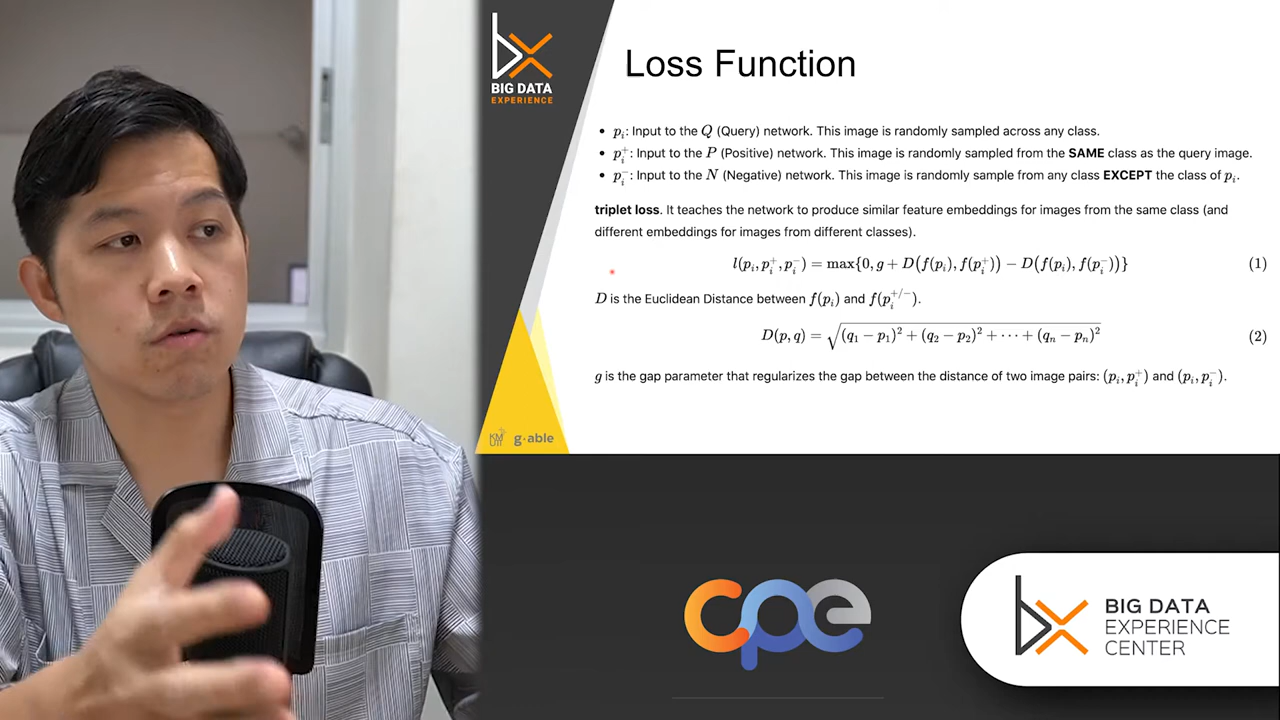 bx
BIG DATA
EXPERIENCE
Loss Function
• pᵢ: Input to the Q (Query) network. This image is randomly sampled across any class.
• pᵢ⁺: Input to the P (Positive) network. This image is randomly sampled from the SAME class as the query image.
• pᵢ⁻: Input to the N (Negative) network. This image is randomly sample from any class EXCEPT the class of pᵢ.
triplet loss. It teaches the network to produce similar feature embeddings for images from the same class (and
different embeddings for images from different classes).
l(pᵢ, pᵢ⁺, pᵢ⁻) = max{0, g + D(f(pᵢ), f(pᵢ⁺)) − D(f(pᵢ), f(pᵢ⁻))} (1)
D is the Euclidean Distance between f(pᵢ) and f(pᵢ⁺ᐟ⁻).
D(p, q) = √((q₁ − p₁)² + (q₂ − p₂)² + ⋯ + (qₙ − pₙ)²) (2)
g is the gap parameter that regularizes the gap between the distance of two image pairs: (pᵢ, pᵢ⁺) and (pᵢ, pᵢ⁻).
g·able
cpe
bx
BIG DATA
EXPERIENCE
CENTER